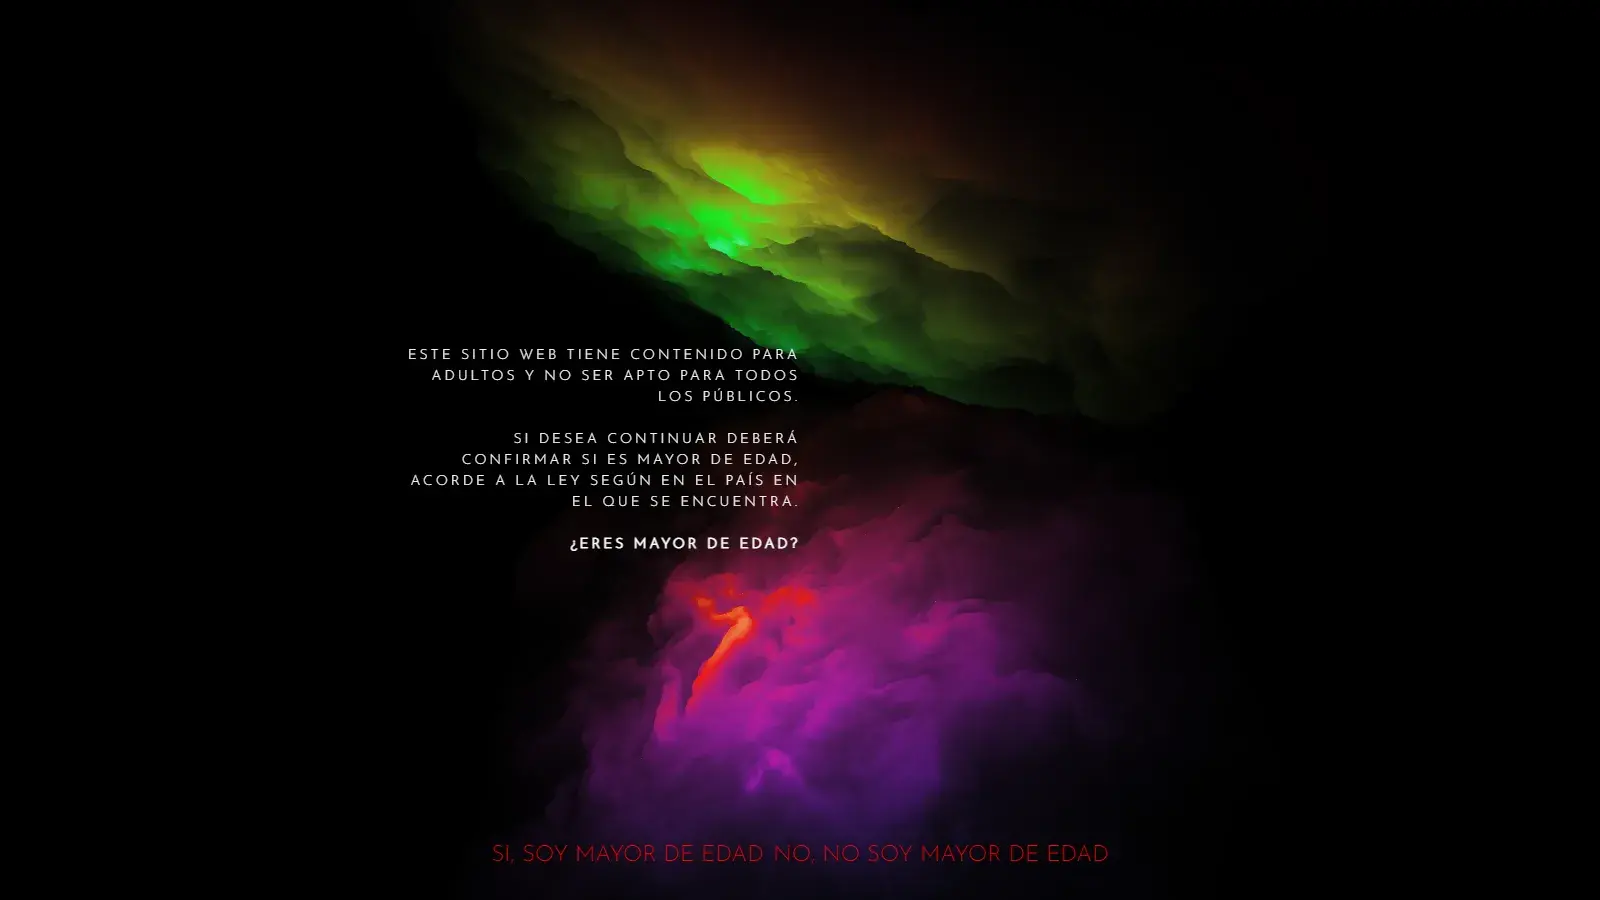 ESTE SITIO WEB TIENE CONTENIDO PARA
ADULTOS Y NO SER APTO PARA TODOS
LOS PÚBLICOS.
SI DESEA CONTINUAR DEBERÁ
CONFIRMAR SI ES MAYOR DE EDAD,
ACORDE A LA LEY SEGÚN EN EL PAÍS EN
EL QUE SE ENCUENTRA.
¿ERES MAYOR DE EDAD?
SI, SOY MAYOR DE EDAD NO, NO SOY MAYOR DE EDAD